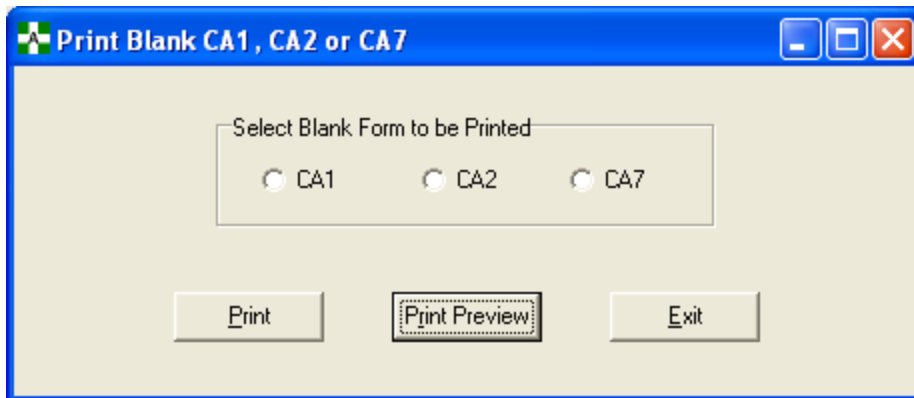 Print Blank CA1, CA2 or CA7
Select Blank Form to be Printed
CA1 CA2 CA7
Print Print Preview Exit